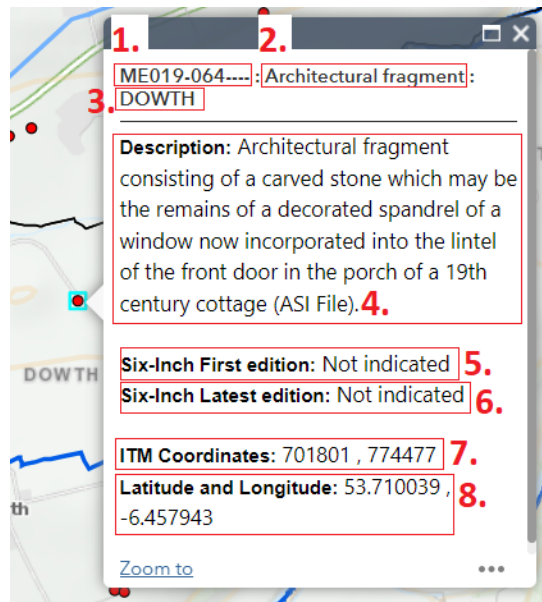 1.
2.
ME019-064---- : Architectural fragment :
3. DOWTH
Description: Architectural fragment
consisting of a carved stone which may be
the remains of a decorated spandrel of a
window now incorporated into the lintel
of the front door in the porch of a 19th
century cottage (ASI File). 4.
DOWTH
Six-Inch First edition: Not indicated 5.
Six-Inch Latest edition: Not indicated 6.
ITM Coordinates: 701801 , 774477 7.
Latitude and Longitude: 53.710039 , 8.
-6.457943
th
Zoom to